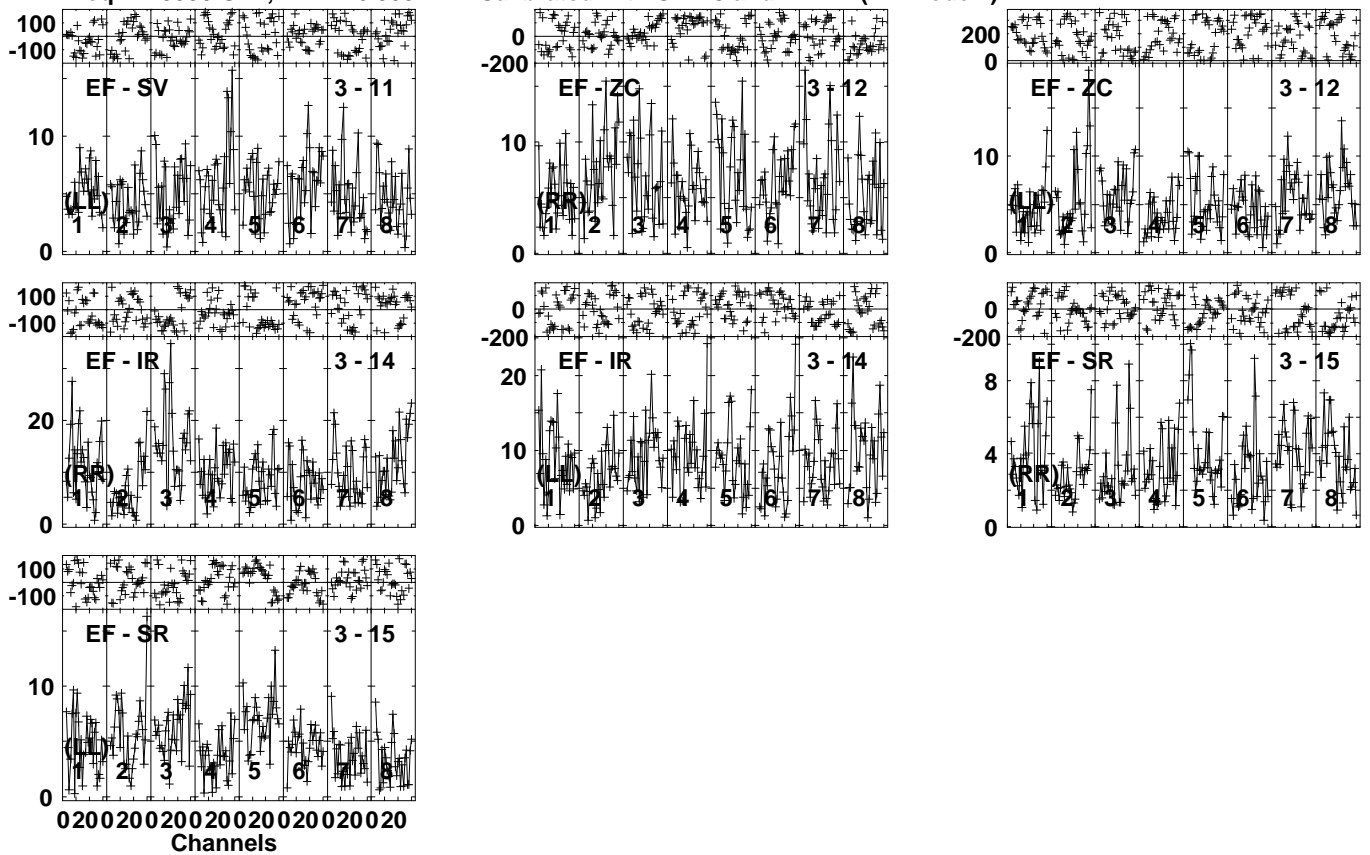 100
-100
EF - SV 3 - 11
10
(LL)
1 2 3 4 5 6 7 8
0
0
-200
EF - ZC 3 - 12
10
(RR)
1 2 3 4 5 6 7 8
0
200
0
EF - ZC 3 - 12
10
(LL)
1 2 3 4 5 6 7 8
0
100
-100
EF - IR 3 - 14
20
(RR)
1 2 3 4 5 6 7 8
0
0
-200
EF - IR 3 - 14
20
10
(LL)
1 2 3 4 5 6 7 8
0
0
-200
EF - SR 3 - 15
8
4
(RR)
1 2 3 4 5 6 7 8
0
100
-100
EF - SR 3 - 15
10
(LL)
1 2 3 4 5 6 7 8
0
0 20 0 20 0 20 0 20 0 20 0 20 0 20 0 20
Channels